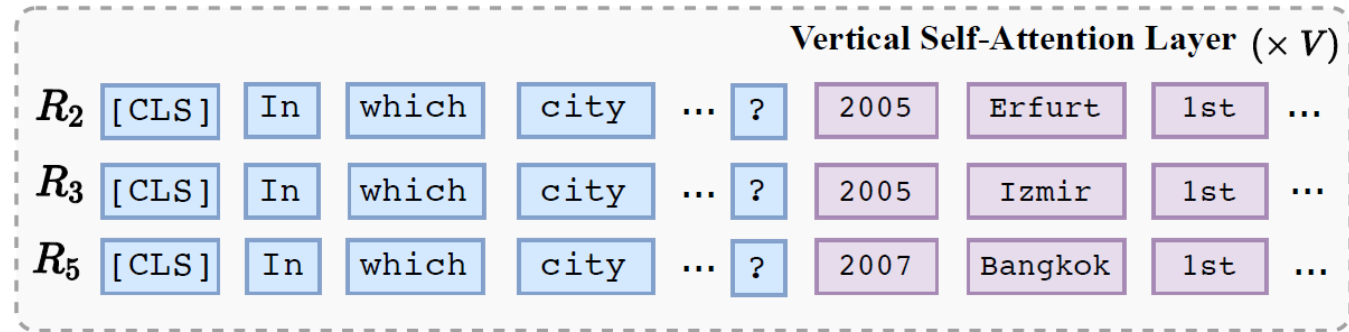 Vertical Self-Attention Layer (× V)
R₂ [CLS] In which city ... ? 2005 Erfurt 1st ...
R₃ [CLS] In which city ... ? 2005 Izmir 1st ...
R₅ [CLS] In which city ... ? 2007 Bangkok 1st ...